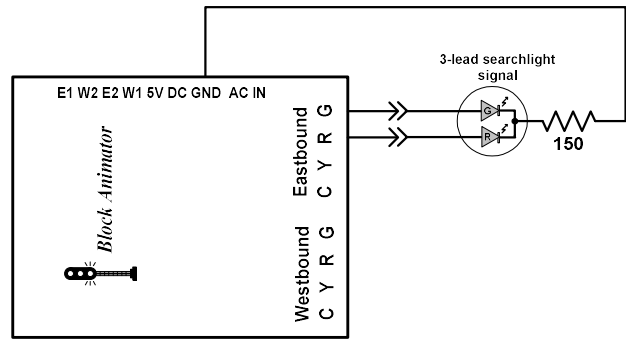 3-lead searchlight
signal
E1 W2 E2 W1 5V DC GND AC IN
G
R
150
Block Animator
Eastbound
C Y R G
Westbound
C Y R G